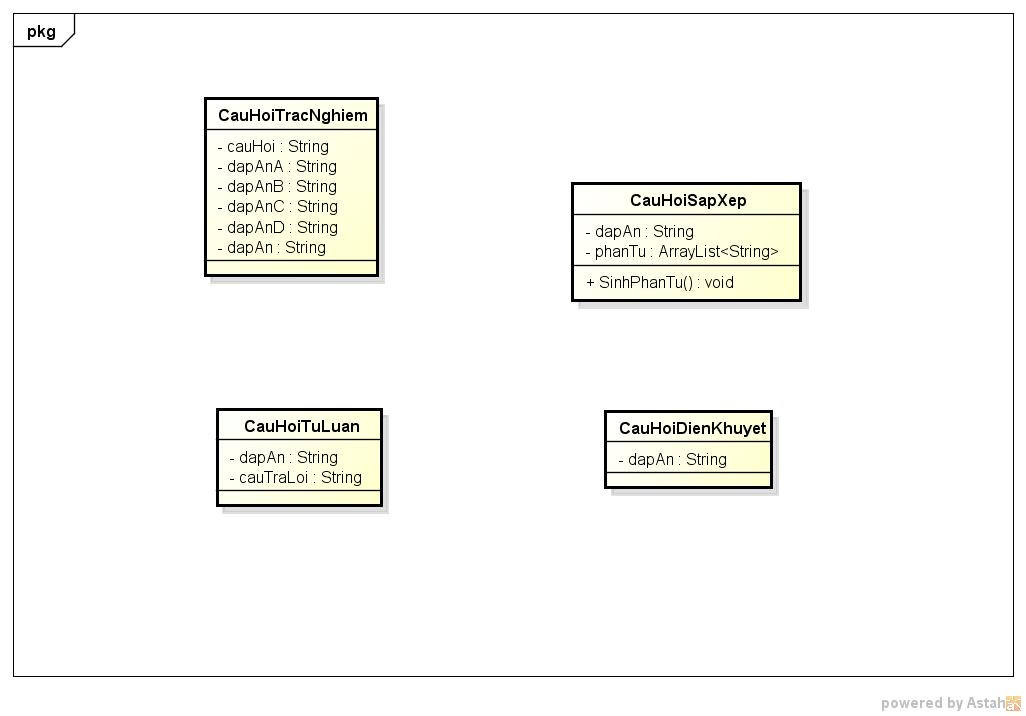 pkg
CauHoiTracNghiem
- cauHoi : String
- dapAnA : String
- dapAnB : String
- dapAnC : String
- dapAnD : String
- dapAn : String
CauHoiSapXep
- dapAn : String
- phanTu : ArrayList<String>
+ SinhPhanTu() : void
CauHoiTuLuan
- dapAn : String
- cauTraLoi : String
CauHoiDienKhuyet
- dapAn : String
powered by Astah